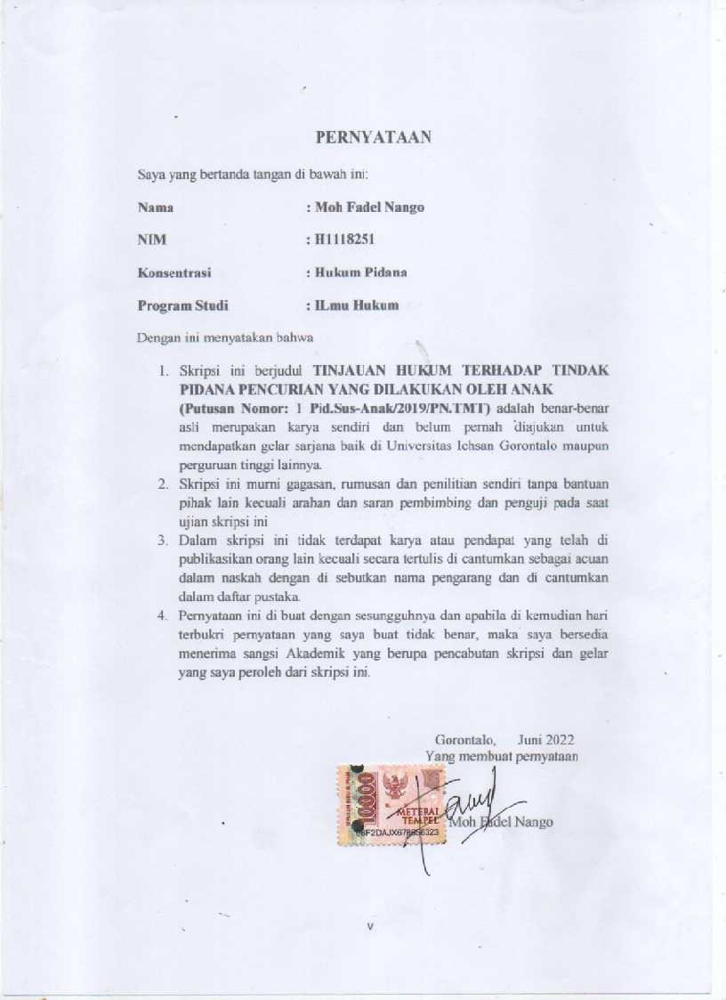 PERNYATAAN
Saya yang bertanda tangan di bawah ini:
Nama : Moh Fadel Nango
NIM : H1118251
Konsentrasi : Hukum Pidana
Program Studi : ILmu Hukum
Dengan ini menyatakan bahwa
1. Skripsi ini berjudul TINJAUAN HUKUM TERHADAP TINDAK
PIDANA PENCURIAN YANG DILAKUKAN OLEH ANAK
(Putusan Nomor: 1 Pid.Sus-Anak/2019/PN.TMT) adalah benar-benar
asli merupakan karya sendiri dan belum pernah diajukan untuk
mendapatkan gelar sarjana baik di Universitas Ichsan Gorontalo maupun
perguruan tinggi lainnya.
2. Skripsi ini murni gagasan, rumusan dan penilitian sendiri tanpa bantuan
pihak lain kecuali arahan dan saran pembimbing dan penguji pada saat
ujian skripsi ini
3. Dalam skripsi ini tidak terdapat karya atau pendapat yang telah di
publikasikan orang lain kecuali secara tertulis di cantumkan sebagai acuan
dalam naskah dengan di sebutkan nama pengarang dan di cantumkan
dalam daftar pustaka.
4. Pernyataan ini di buat dengan sesungguhnya dan apabila di kemudian hari
terbukri pernyataan yang saya buat tidak benar, maka saya bersedia
menerima sangsi Akademik yang berupa pencabutan skripsi dan gelar
yang saya peroleh dari skripsi ini.
Gorontalo, Juni 2022
Yang membuat pernyataan
10000
METERAI
TEMPEL
Moh Fadel Nango
v